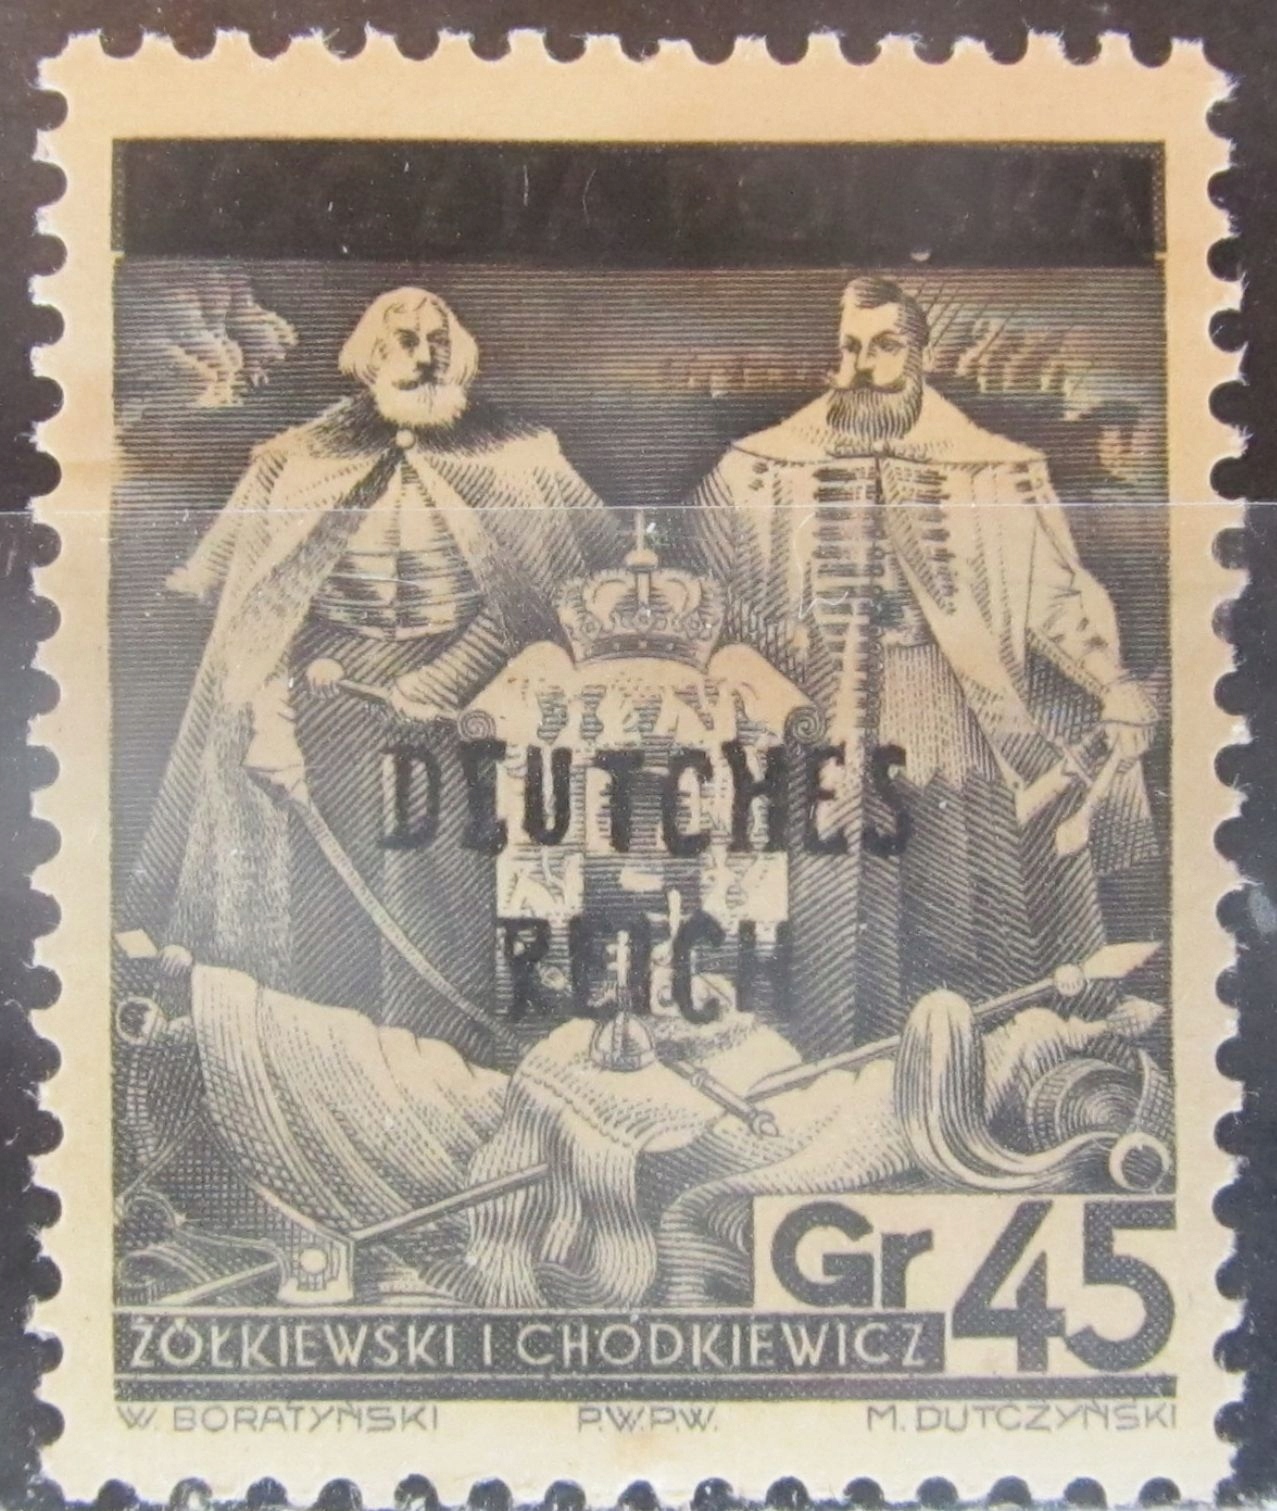 DEUTCHES
REICH
Gr 45
ŻÓŁKIEWSKI I CHODKIEWICZ
W. BORATYŃSKI P.W.P.W. M. DUTCZYŃSKI